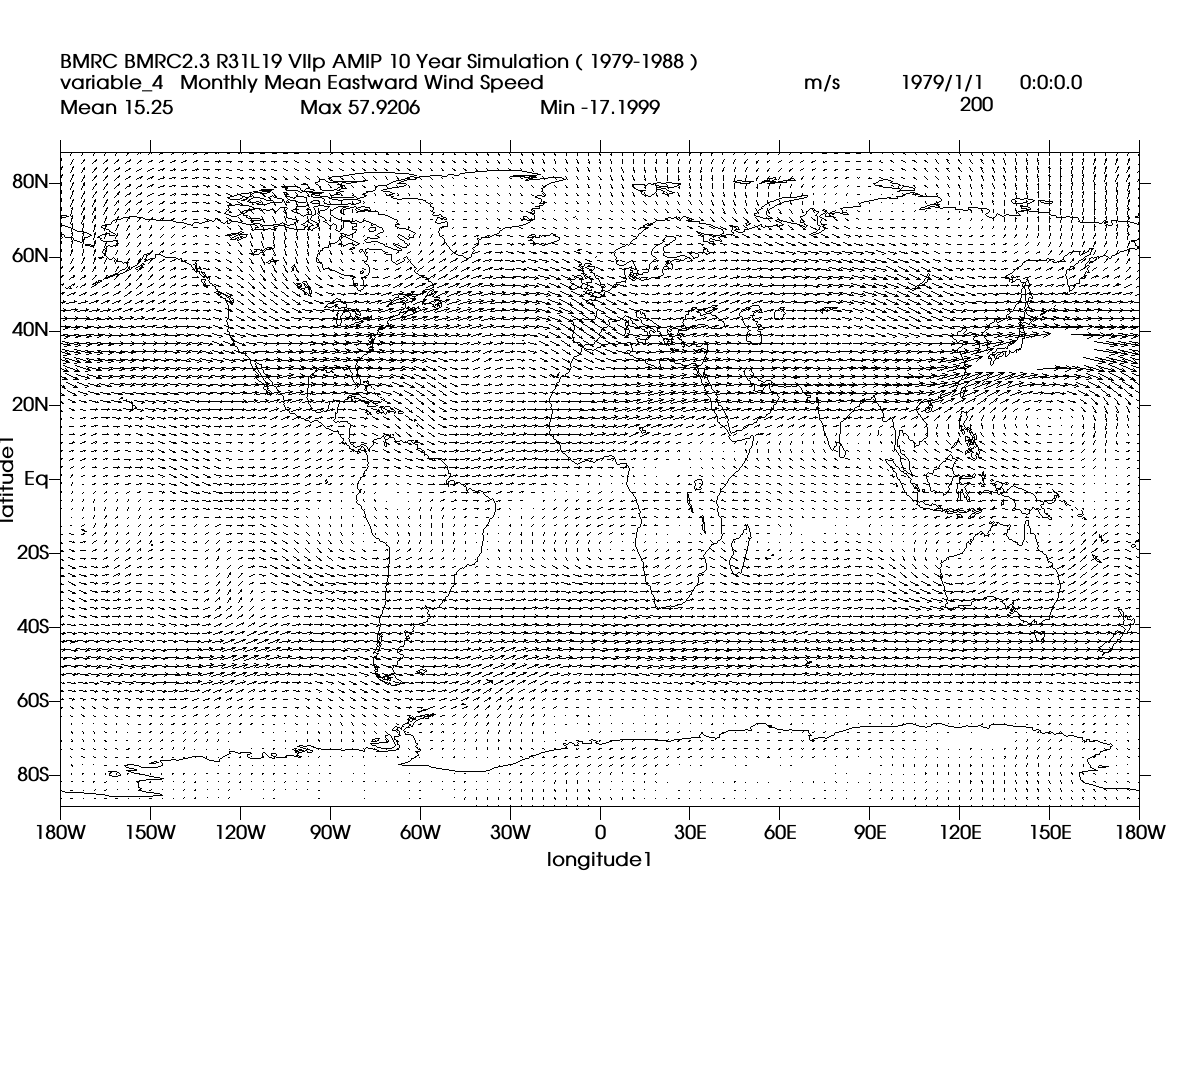 BMRC BMRC2.3 R31L19 VIIp AMIP 10 Year Simulation ( 1979-1988 )
variable_4 Monthly Mean Eastward Wind Speed m/s 1979/1/1 0:0:0.0
Mean 15.25 Max 57.9206 Min -17.1999 200
80N
60N
40N
20N
Eq
20S
40S
60S
80S
latitude1
180W 150W 120W 90W 60W 30W 0 30E 60E 90E 120E 150E 180W
longitude1